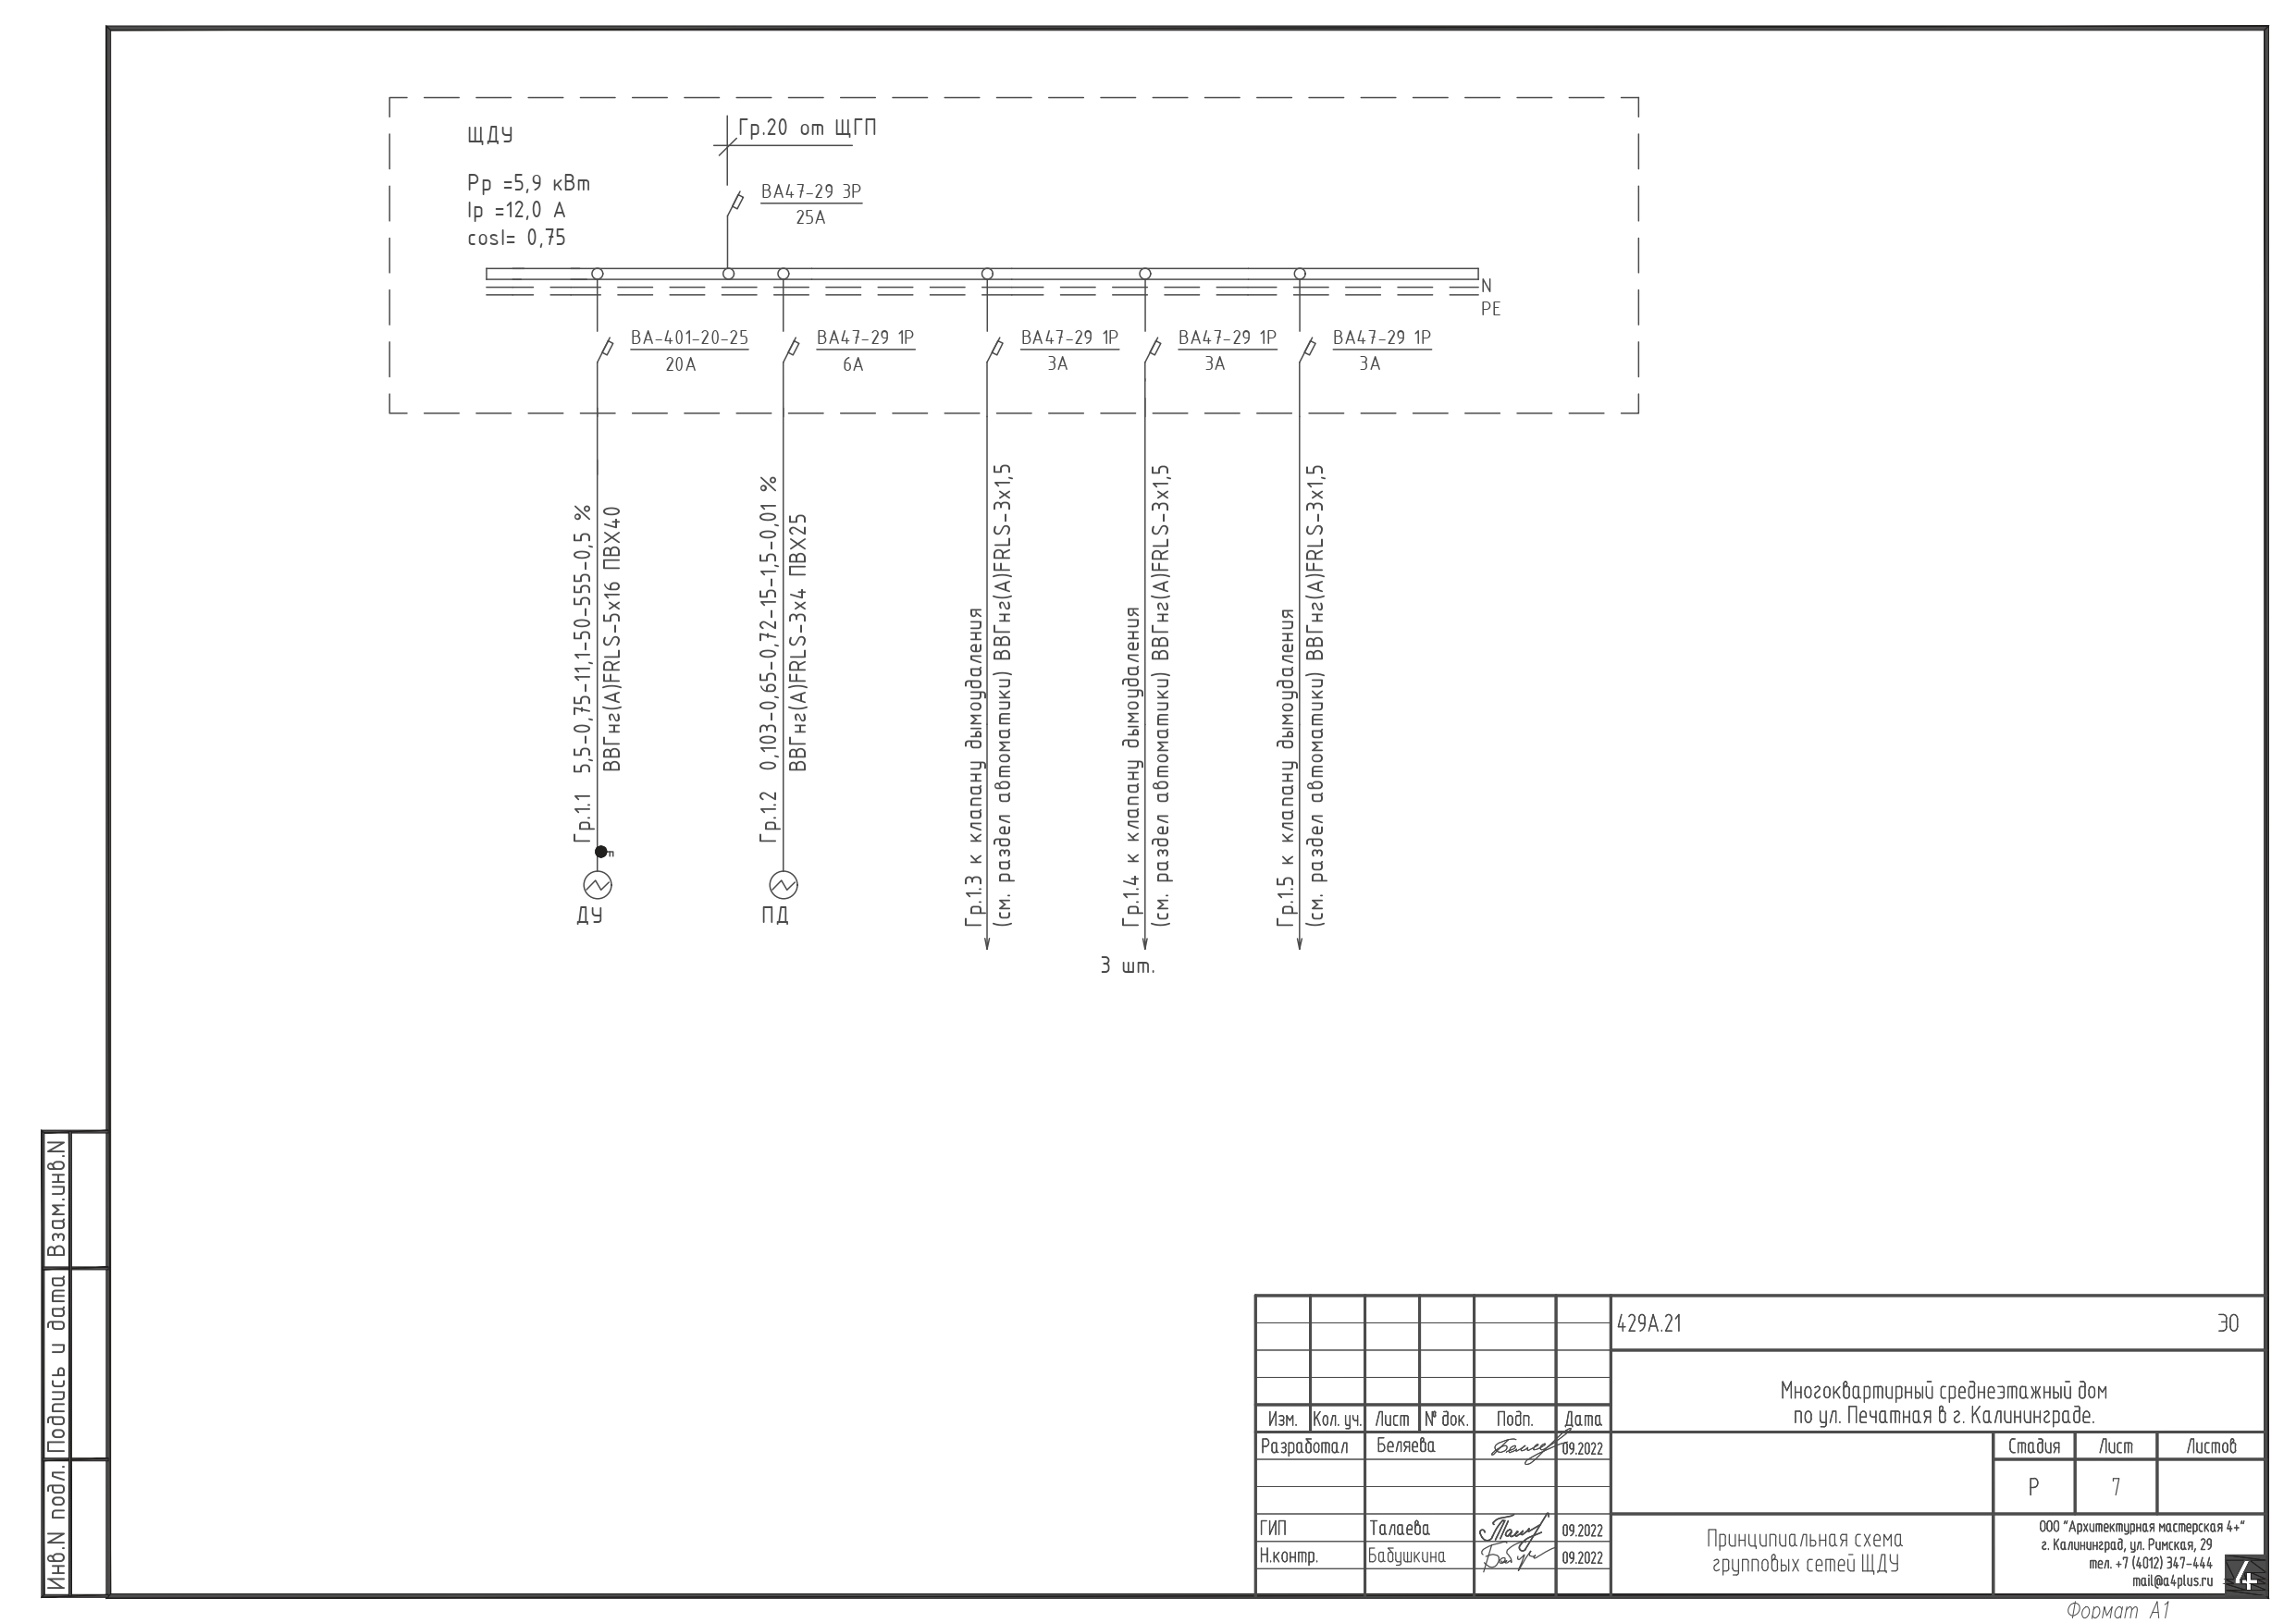 Гр.20 от ЩГП
ЩДУ
Рр =5,9 кВт
Iр =12,0 А
cosI= 0,75
ВА47-29 3Р
25А
N
PE
ВА-401-20-25
20А
ВА47-29 1Р
6А
ВА47-29 1Р
3А
ВА47-29 1Р
3А
ВА47-29 1Р
3А
Гр.1.1 5,5-0,75-11,1-50-555-0,5 %
ВВГнг(А)FRLS-5х16 ПВХ40
Гр.1.2 0,103-0,65-0,72-15-1,5-0,01 %
ВВГнг(А)FRLS-3х4 ПВХ25
Гр.1.3 к клапану дымоудаления
(см. раздел автоматики) ВВГнг(А)FRLS-3х1,5
Гр.1.4 к клапану дымоудаления
(см. раздел автоматики) ВВГнг(А)FRLS-3х1,5
Гр.1.5 к клапану дымоудаления
(см. раздел автоматики) ВВГнг(А)FRLS-3х1,5
ДУ
ПД
3 шт.
Взам.инв.N
Подпись и дата
Инв.N подл.
429А.21 ЭО
Многоквартирный среднеэтажный дом
по ул. Печатная в г. Калининграде.
Изм. Кол. уч. Лист № док. Подп. Дата
Разработал Беляева 09.2022
Стадия Лист Листов
Р 7
ГИП Талаева 09.2022
Н.контр. Бабушкина 09.2022
Принципиальная схема
групповых сетей ЩДУ
ООО "Архитектурная мастерская 4+"
г. Калининград, ул. Римская, 29
тел. +7 (4012) 347-444
mail@a4plus.ru
4+
Формат А1